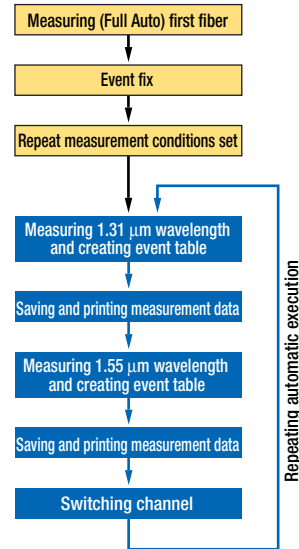 Measuring (Full Auto) first fiber
Event fix
Repeat measurement conditions set
Measuring 1.31 μm wavelength
and creating event table
Saving and printing measurement data
Measuring 1.55 μm wavelength
and creating event table
Saving and printing measurement data
Switching channel
Repeating automatic execution